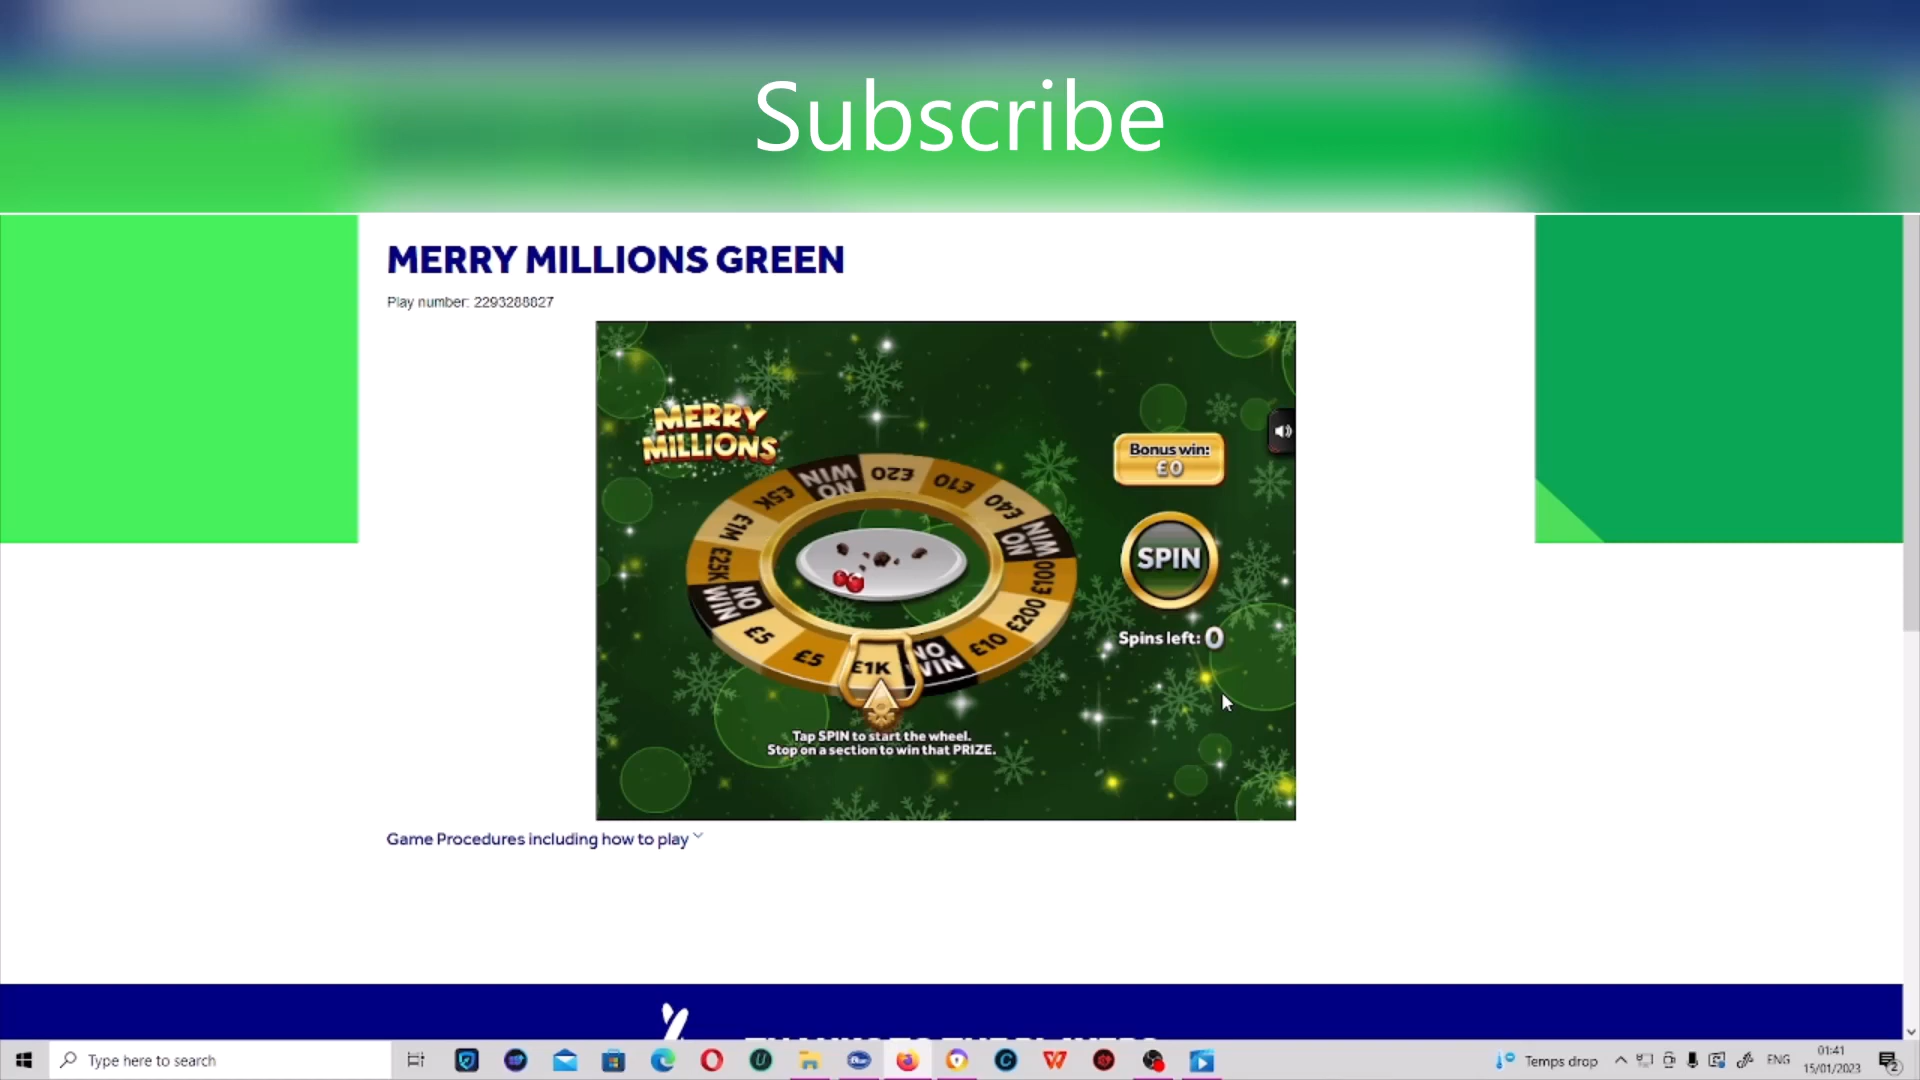 Subscribe
MERRY MILLIONS GREEN
Play number: 2293288827
MERRY
MILLIONS
Bonus win:
£0
NO WIN
£20
£10
£40
NO WIN
£100
£200
£10
NO WIN
£1K
£5
£5
NO WIN
£25K
£1M
£5K
SPIN
Spins left: 0
Tap SPIN to start the wheel.
Stop on a section to win that PRIZE.
Game Procedures including how to play
Type here to search
Temps drop
ENG
01:41
15/01/2023
2